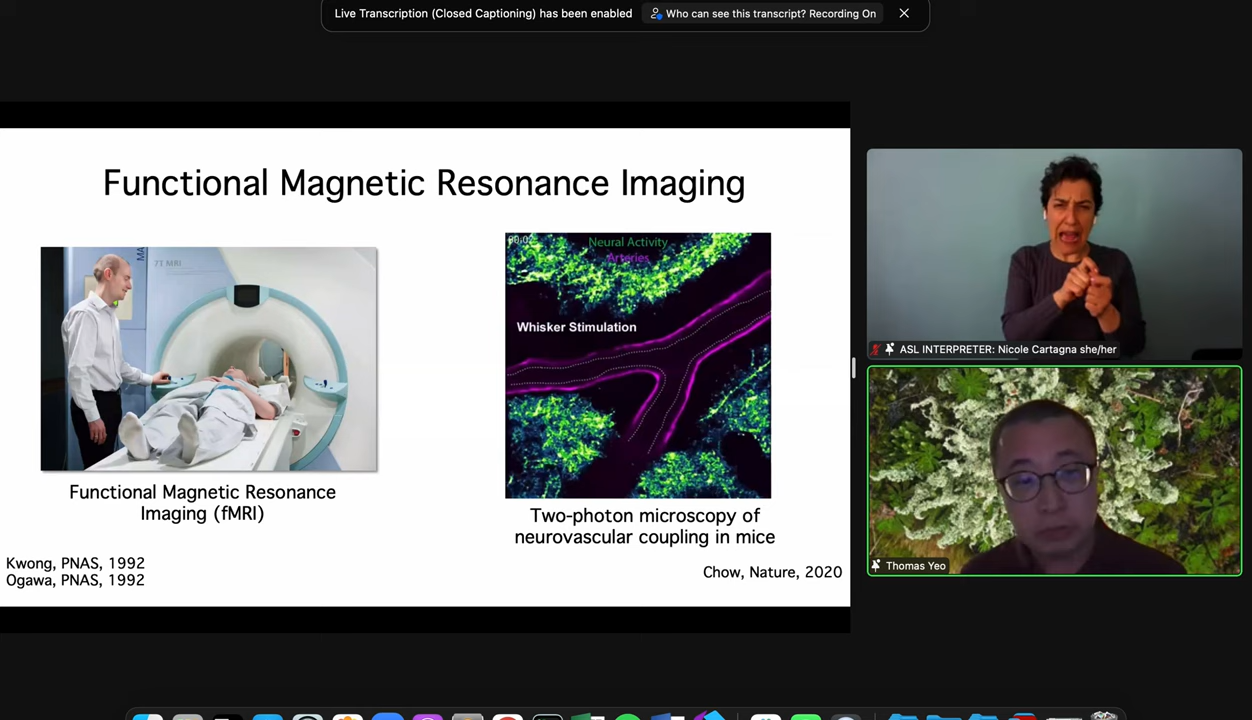 Live Transcription (Closed Captioning) has been enabled
Who can see this transcript? Recording On
Functional Magnetic Resonance Imaging
7T MRI
Neural Activity
Arteries
Whisker Stimulation
Functional Magnetic Resonance
Imaging (fMRI)
Two-photon microscopy of
neurovascular coupling in mice
Kwong, PNAS, 1992
Ogawa, PNAS, 1992
Chow, Nature, 2020
ASL INTERPRETER: Nicole Cartagna she/her
Thomas Yeo